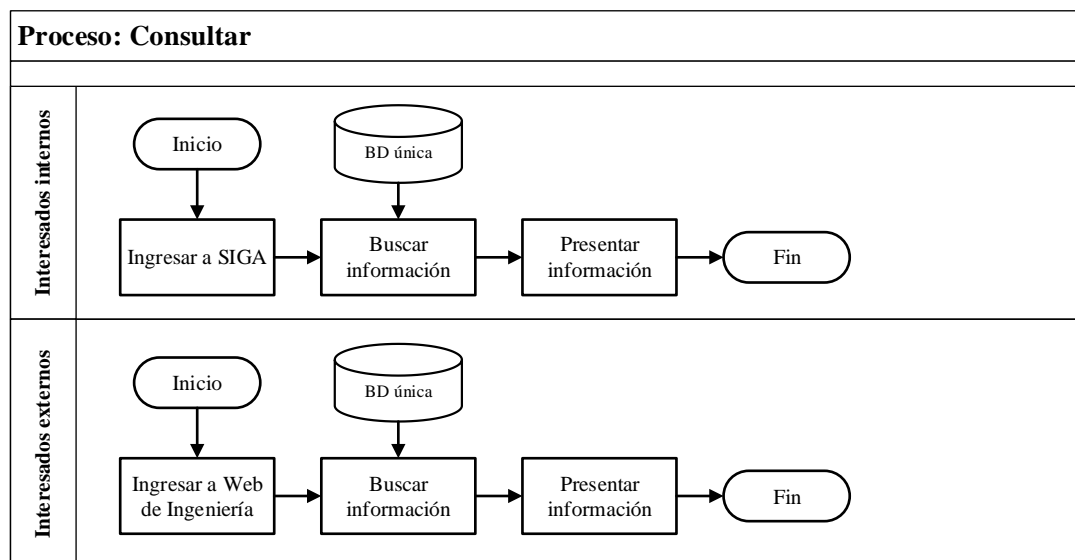 Proceso: Consultar
Interesados internos
Inicio
BD única
Ingresar a SIGA
Buscar
información
Presentar
información
Fin
Interesados externos
Inicio
BD única
Ingresar a Web
de Ingeniería
Buscar
información
Presentar
información
Fin